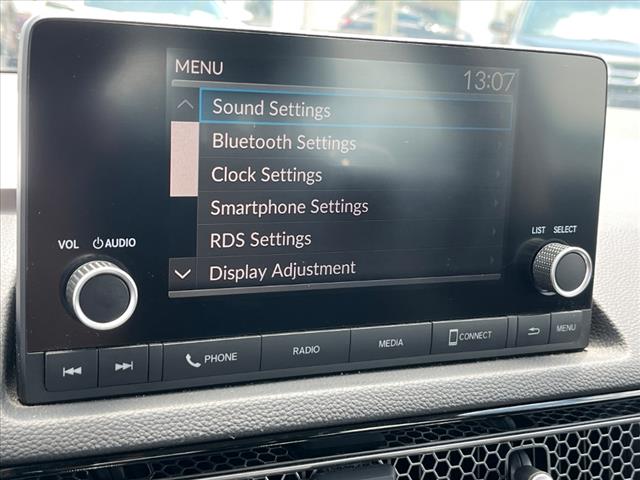 MENU 13:07
Sound Settings
Bluetooth Settings
Clock Settings
Smartphone Settings
RDS Settings
Display Adjustment
VOL AUDIO
LIST SELECT
PHONE RADIO MEDIA CONNECT MENU